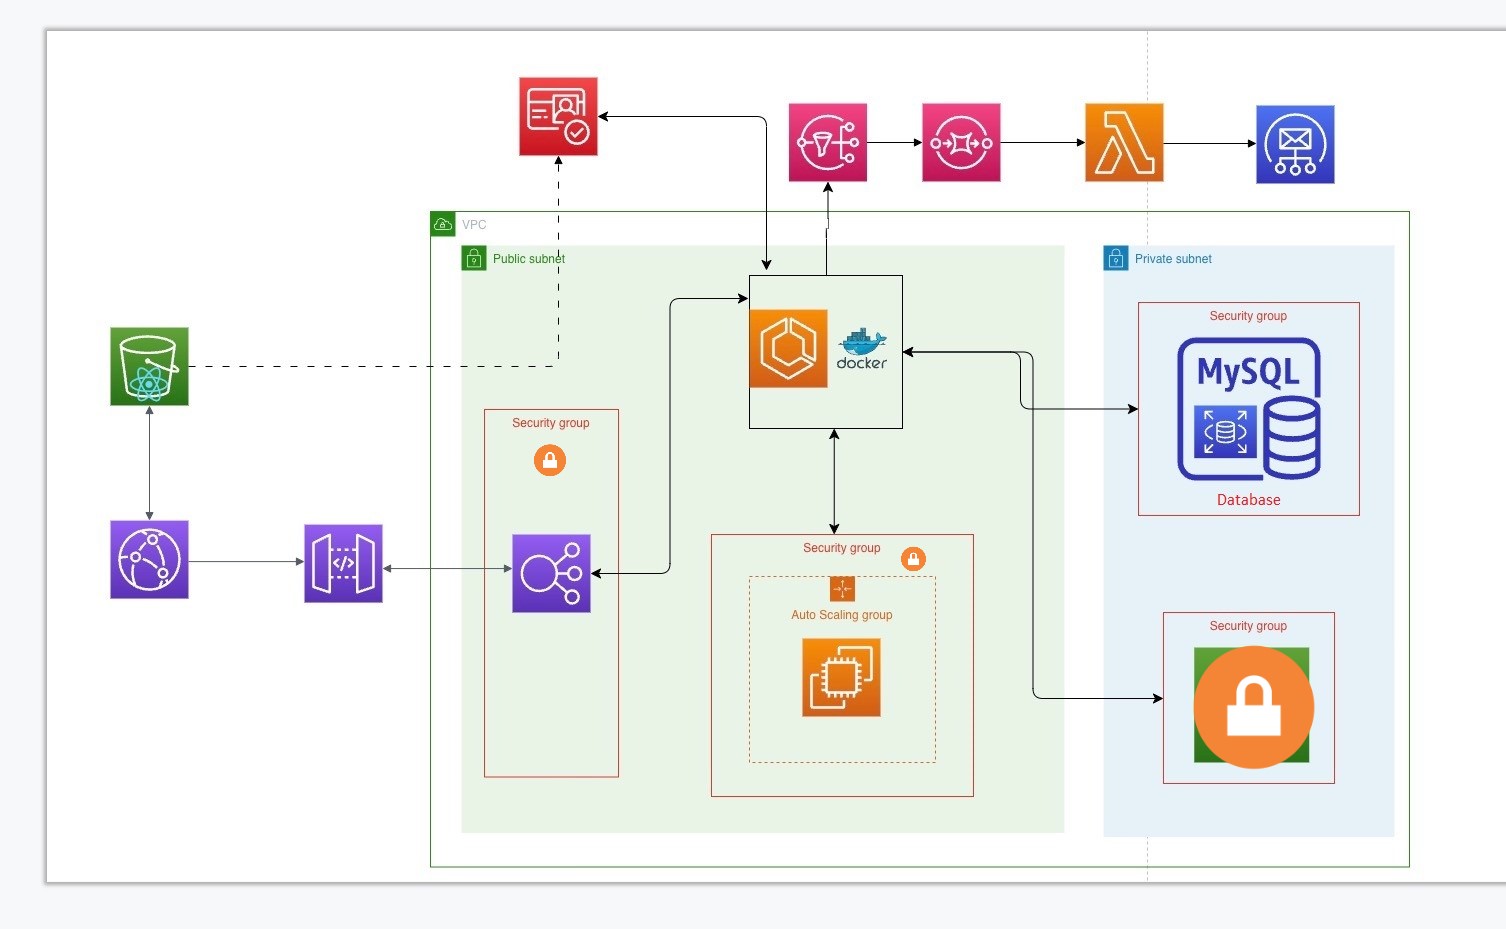 VPC
Public subnet
Private subnet
Security group
MySQL
Database
docker
Security group
</>
Security group
Auto Scaling group
Security group